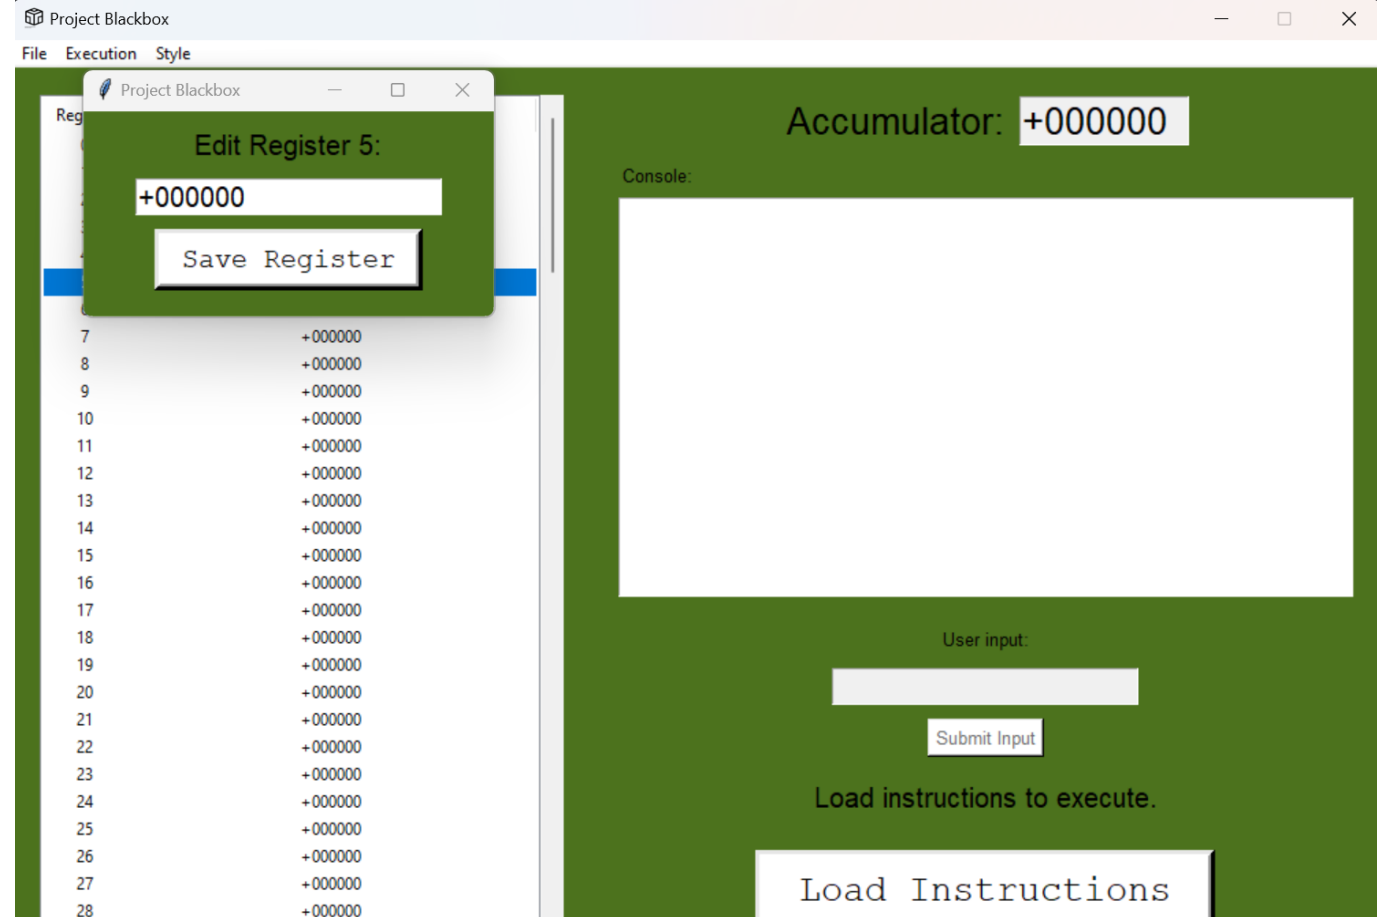 Project Blackbox
File Execution Style
Project Blackbox
Edit Register 5:
+000000
Save Register
7 +000000
8 +000000
9 +000000
10 +000000
11 +000000
12 +000000
13 +000000
14 +000000
15 +000000
16 +000000
17 +000000
18 +000000
19 +000000
20 +000000
21 +000000
22 +000000
23 +000000
24 +000000
25 +000000
26 +000000
27 +000000
28 +000000
Accumulator: +000000
Console:
User input:
Submit Input
Load instructions to execute.
Load Instructions